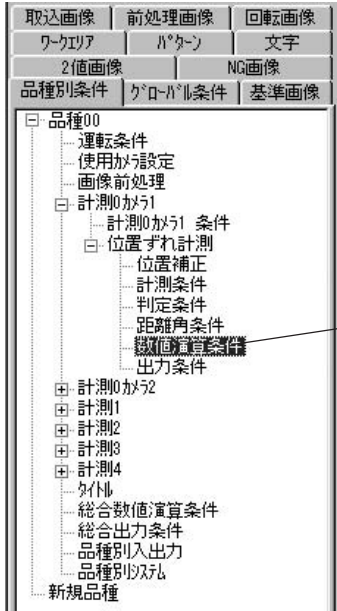 取込画像 前処理画像 回転画像
ﾜｰｸｴﾘｱ ﾊﾟﾀｰﾝ 文字
2値画像 NG画像
品種別条件 ｸﾞﾛｰﾊﾞﾙ条件 基準画像
品種00
運転条件
使用ｶﾒﾗ設定
画像前処理
計測0ｶﾒﾗ1
計測0ｶﾒﾗ1 条件
位置ずれ計測
位置補正
計測条件
判定条件
距離角条件
数値演算条件
出力条件
計測0ｶﾒﾗ2
計測1
計測2
計測3
計測4
ﾀｲﾄﾙ
総合数値演算条件
総合出力条件
品種別入出力
品種別ｼｽﾃﾑ
新規品種